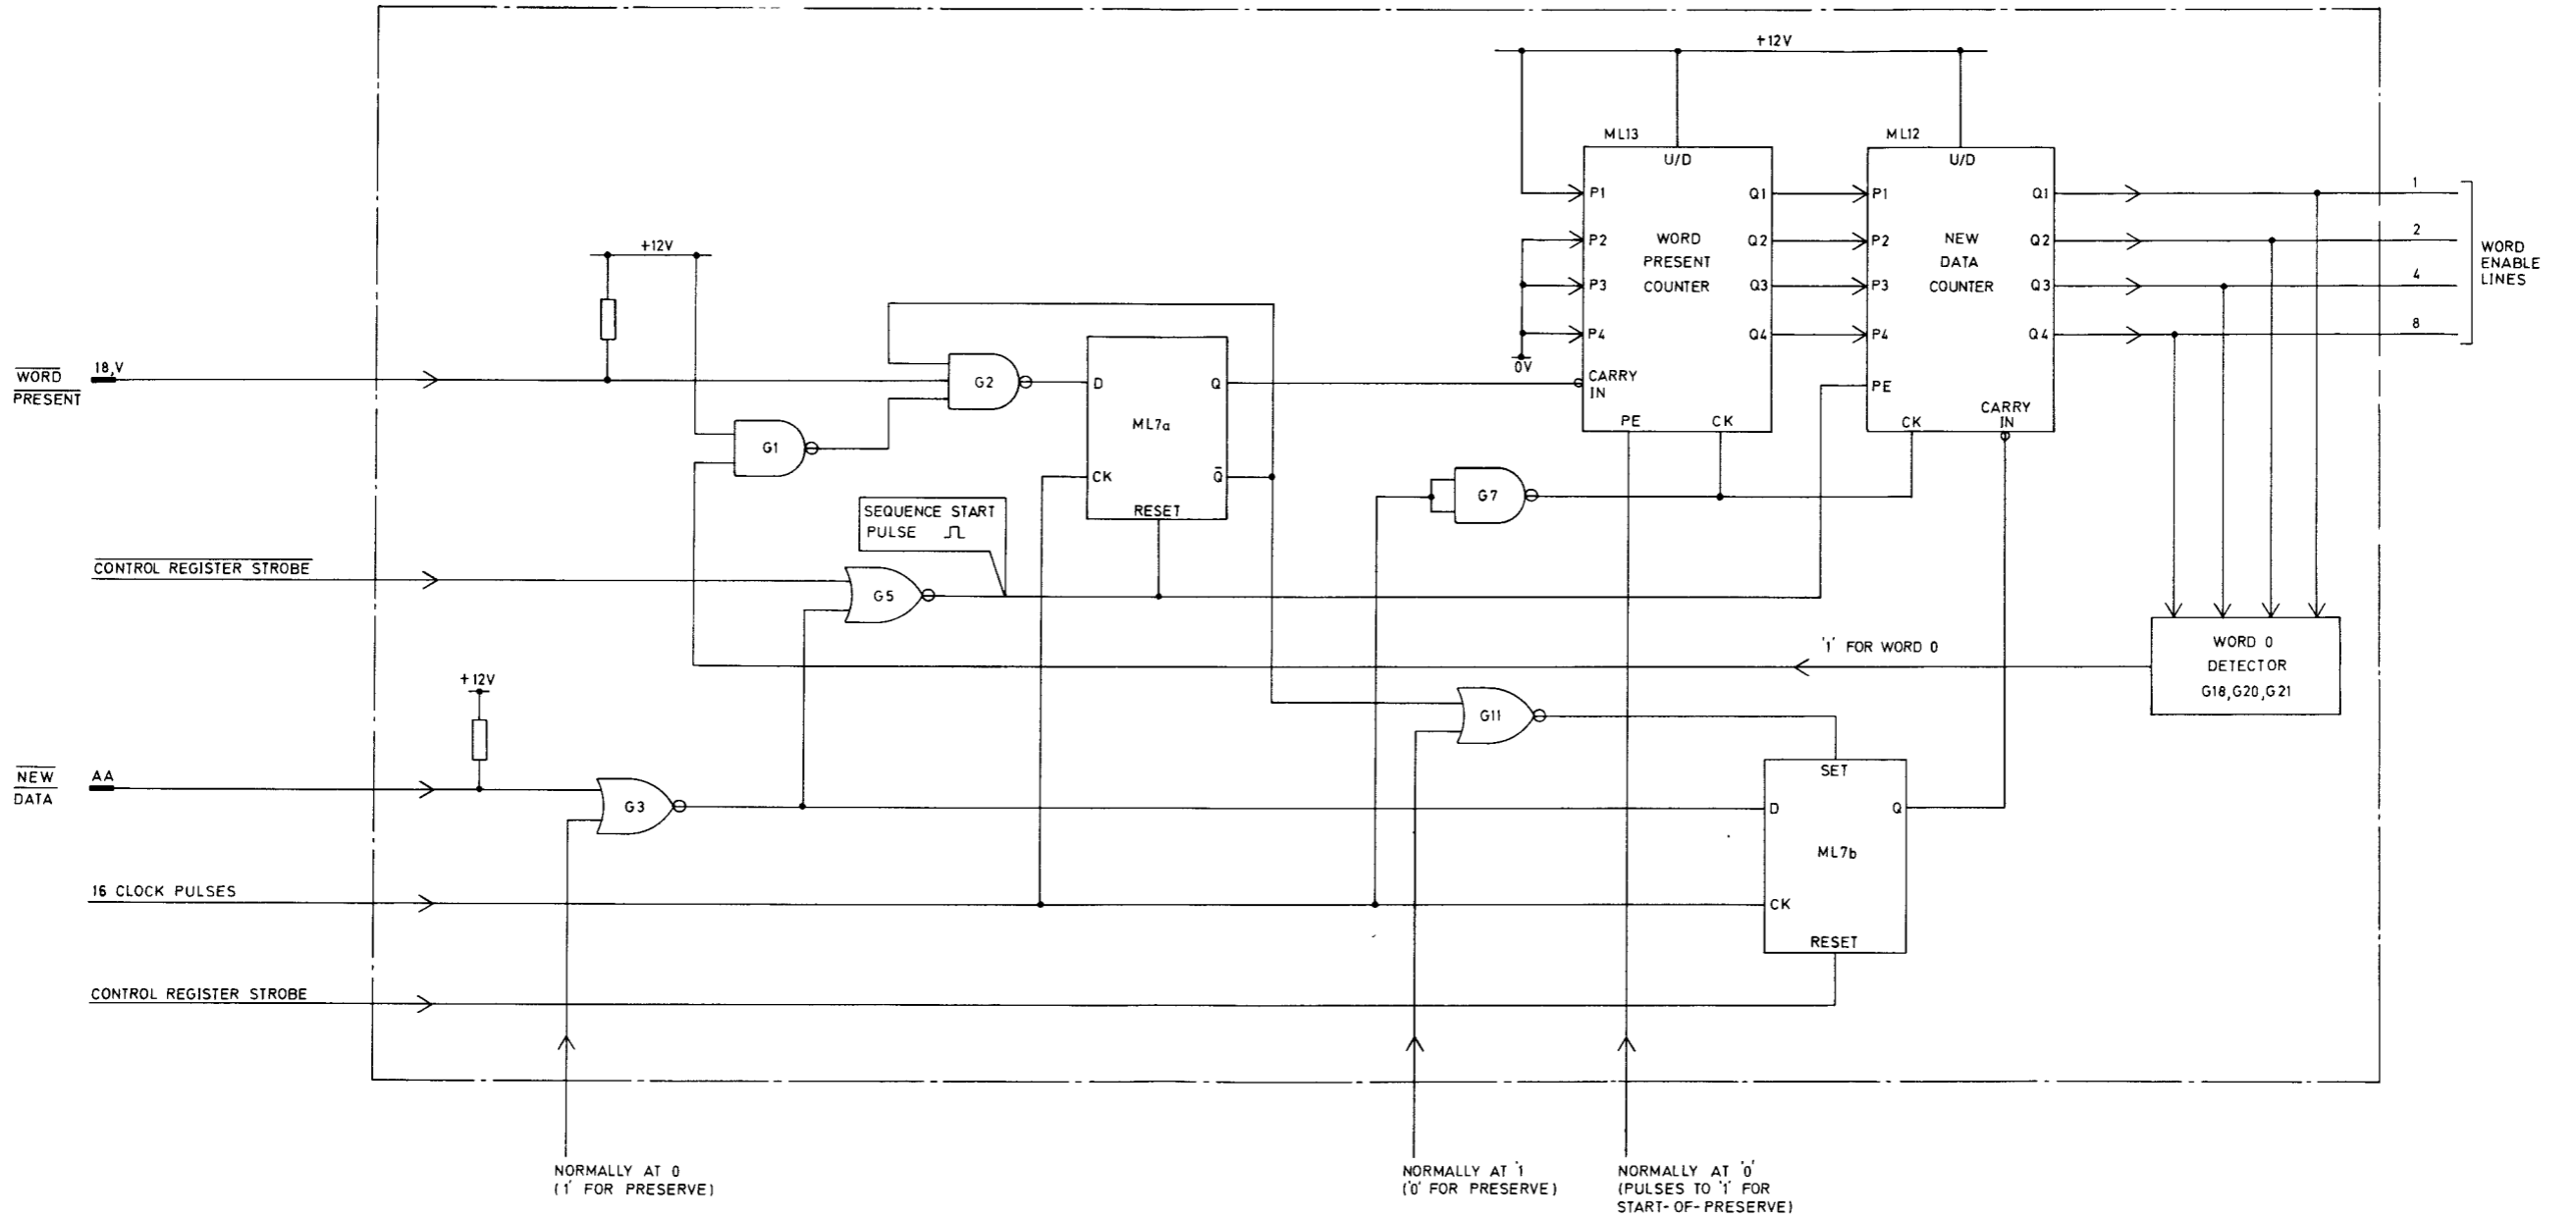 +12V
ML13
ML12
U/D
U/D
P1
Q1
P1
Q1
1
P2
WORD
PRESENT
COUNTER
Q2
P2
NEW
DATA
COUNTER
Q2
2
P3
Q3
P3
Q3
4
P4
Q4
P4
Q4
8
WORD
ENABLE
LINES
0V
CARRY
IN
PE
CK
PE
CK
CARRY
IN
+12V
WORD
PRESENT
18,V
G2
G1
D
Q
ML7a
CK
Q̄
RESET
G7
SEQUENCE START
PULSE
CONTROL REGISTER STROBE
G5
'1' FOR WORD 0
WORD 0
DETECTOR
G18,G20,G21
+12V
NEW
DATA
AA
G3
G11
SET
D
Q
ML7b
CK
RESET
16 CLOCK PULSES
CONTROL REGISTER STROBE
NORMALLY AT 0
(1' FOR PRESERVE)
NORMALLY AT '1
('0' FOR PRESERVE)
NORMALLY AT '0'
(PULSES TO '1' FOR
START-OF-PRESERVE)